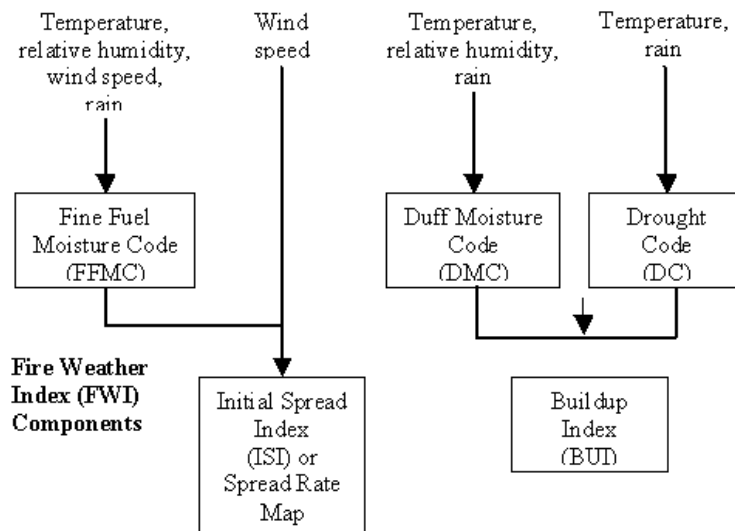 Temperature,
relative humidity,
wind speed,
rain
Wind
speed
Temperature,
relative humidity,
rain
Temperature,
rain
Fine Fuel
Moisture Code
(FFMC)
Duff Moisture
Code
(DMC)
Drought
Code
(DC)
Fire Weather
Index (FWI)
Components
Initial Spread
Index
(ISI) or
Spread Rate
Map
Buildup
Index
(BUI)